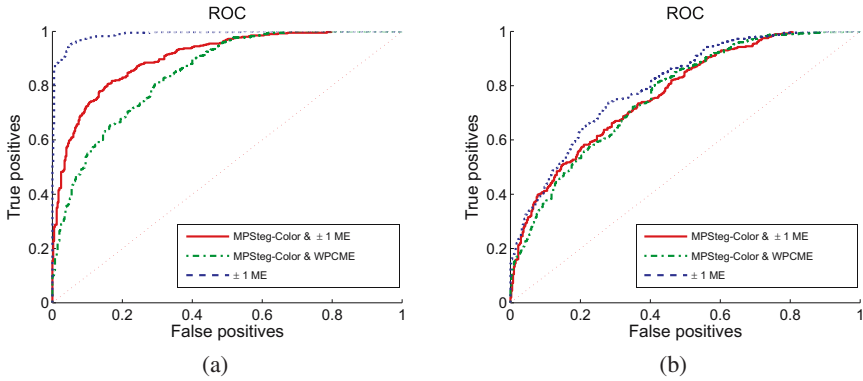 ROC
True positives
1
0.8
0.6
0.4
0.2
0
MPSteg-Color & ± 1 ME
MPSteg-Color & WPCME
± 1 ME
0 0.2 0.4 0.6 0.8 1
False positives
(a)
ROC
True positives
1
0.8
0.6
0.4
0.2
0
MPSteg-Color & ± 1 ME
MPSteg-Color & WPCME
± 1 ME
0 0.2 0.4 0.6 0.8 1
False positives
(b)